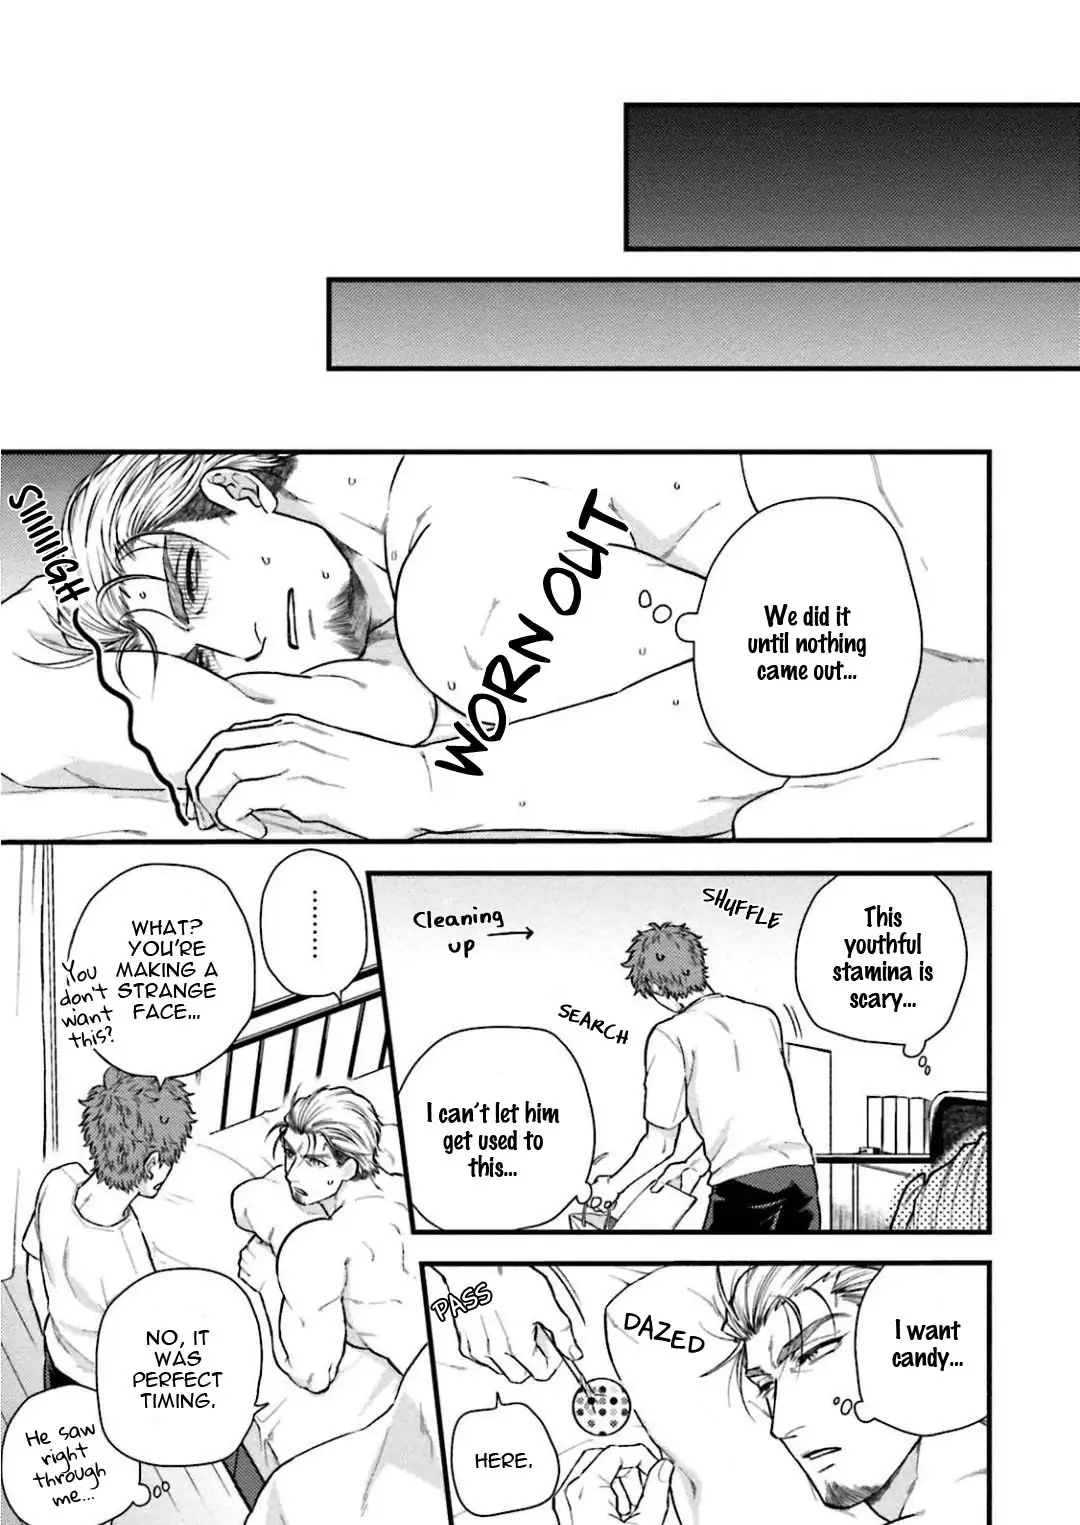 We did it
until nothing
came out...
WORN OUT
SIIIIIIGH
This
youthful
stamina is
scary...
SHUFFLE
Cleaning
up
SEARCH
I can't let him
get used to
this...
.........
WHAT?
YOU'RE
MAKING A
STRANGE
FACE...
You
don't
want
this?
NO, IT
WAS
PERFECT
TIMING.
He saw
right
through
me...
I want
candy...
DAZED
PASS
HERE.